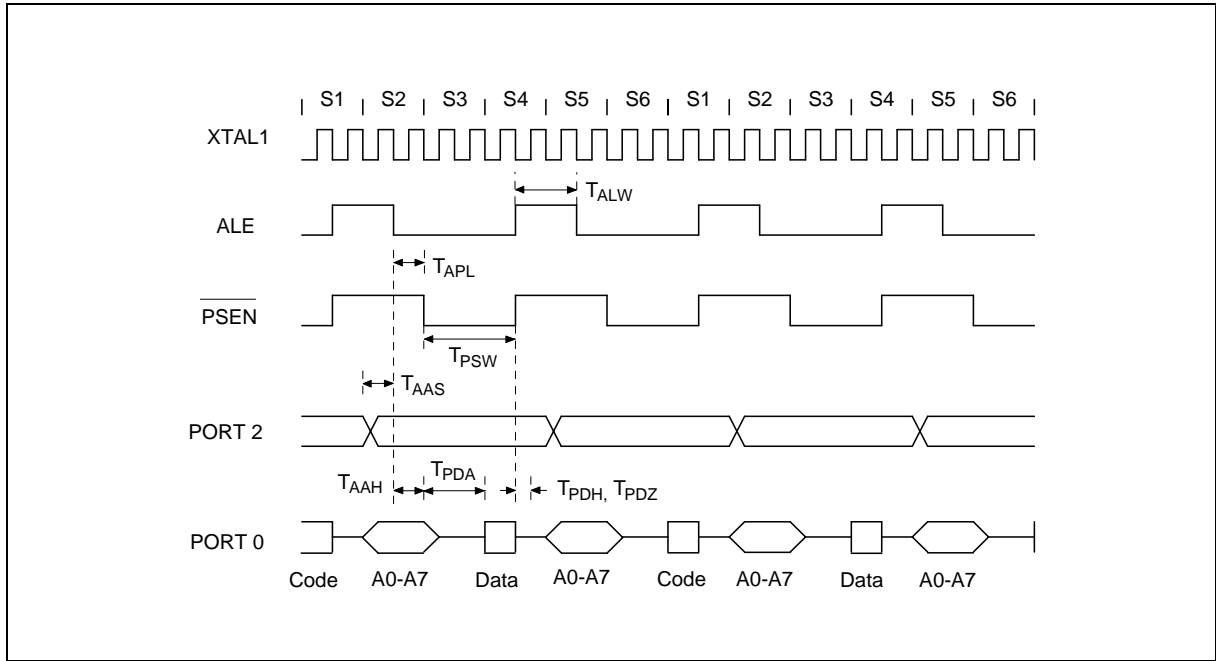 S1 S2 S3 S4 S5 S6 S1 S2 S3 S4 S5 S6
XTAL1
TALW
ALE
TAPL
PSEN
TPSW
TAAS
PORT 2
TAAH TPDA TPDH, TPDZ
PORT 0
Code A0-A7 Data A0-A7 Code A0-A7 Data A0-A7